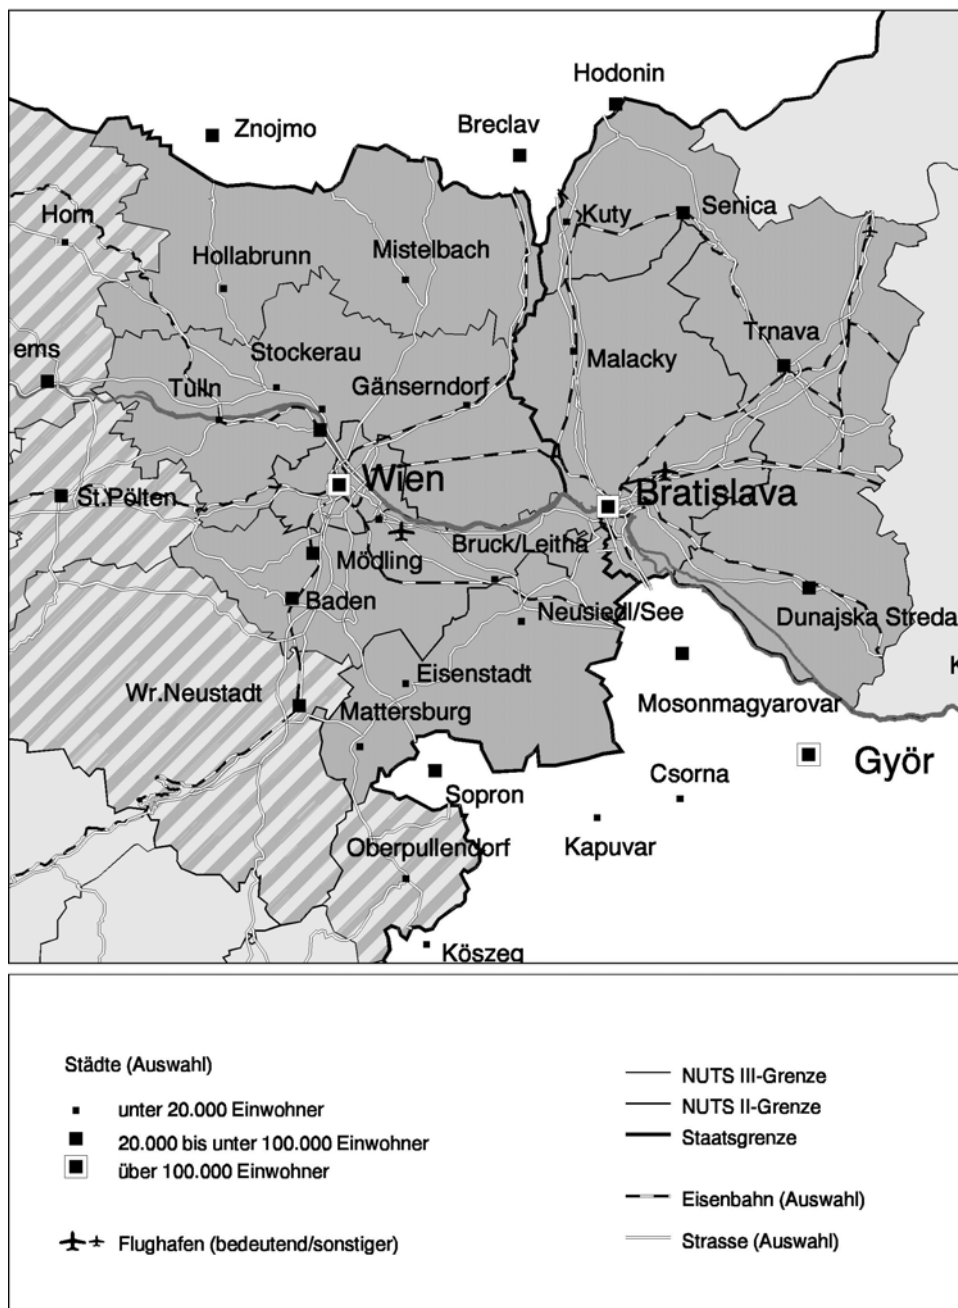 Hodonin
Znojmo
Breclav
Horn
Kuty
Senica
Hollabrunn
Mistelbach
Trnava
ems
Stockerau
Malacky
Tulln
Gänserndorf
Wien
St.Pölten
Bratislava
Mödling
Bruck/Leitha
Baden
Neusiedl/See
Dunajska Streda
Eisenstadt
K
Wr.Neustadt
Mattersburg
Mosonmagyarovar
Györ
Csorna
Sopron
Oberpullendorf
Kapuvar
Köszeg
Städte (Auswahl)
unter 20.000 Einwohner
20.000 bis unter 100.000 Einwohner
über 100.000 Einwohner
Flughafen (bedeutend/sonstiger)
NUTS III-Grenze
NUTS II-Grenze
Staatsgrenze
Eisenbahn (Auswahl)
Strasse (Auswahl)